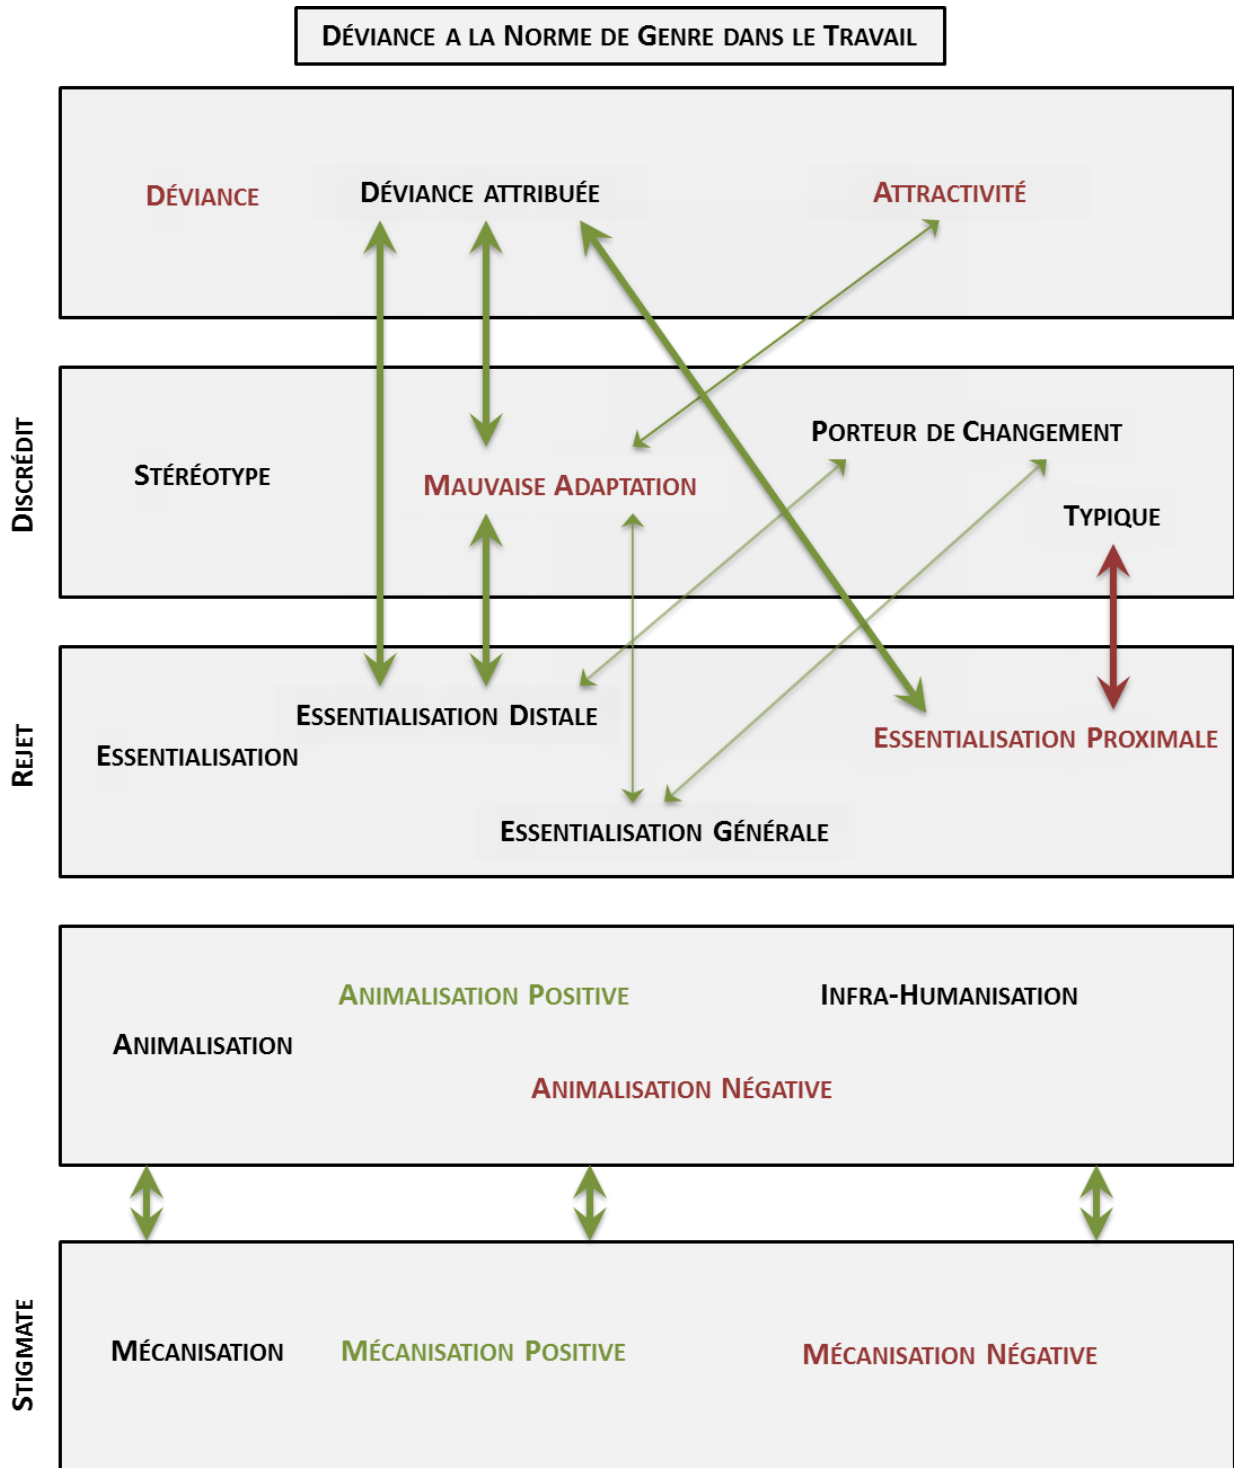 DÉVIANCE A LA NORME DE GENRE DANS LE TRAVAIL
DÉVIANCE
DÉVIANCE ATTRIBUÉE
ATTRACTIVITÉ
DISCRÉDIT
STÉRÉOTYPE
MAUVAISE ADAPTATION
PORTEUR DE CHANGEMENT
TYPIQUE
REJET
ESSENTIALISATION
ESSENTIALISATION DISTALE
ESSENTIALISATION PROXIMALE
ESSENTIALISATION GÉNÉRALE
ANIMALISATION POSITIVE
INFRA-HUMANISATION
ANIMALISATION
ANIMALISATION NÉGATIVE
STIGMATE
MÉCANISATION
MÉCANISATION POSITIVE
MÉCANISATION NÉGATIVE